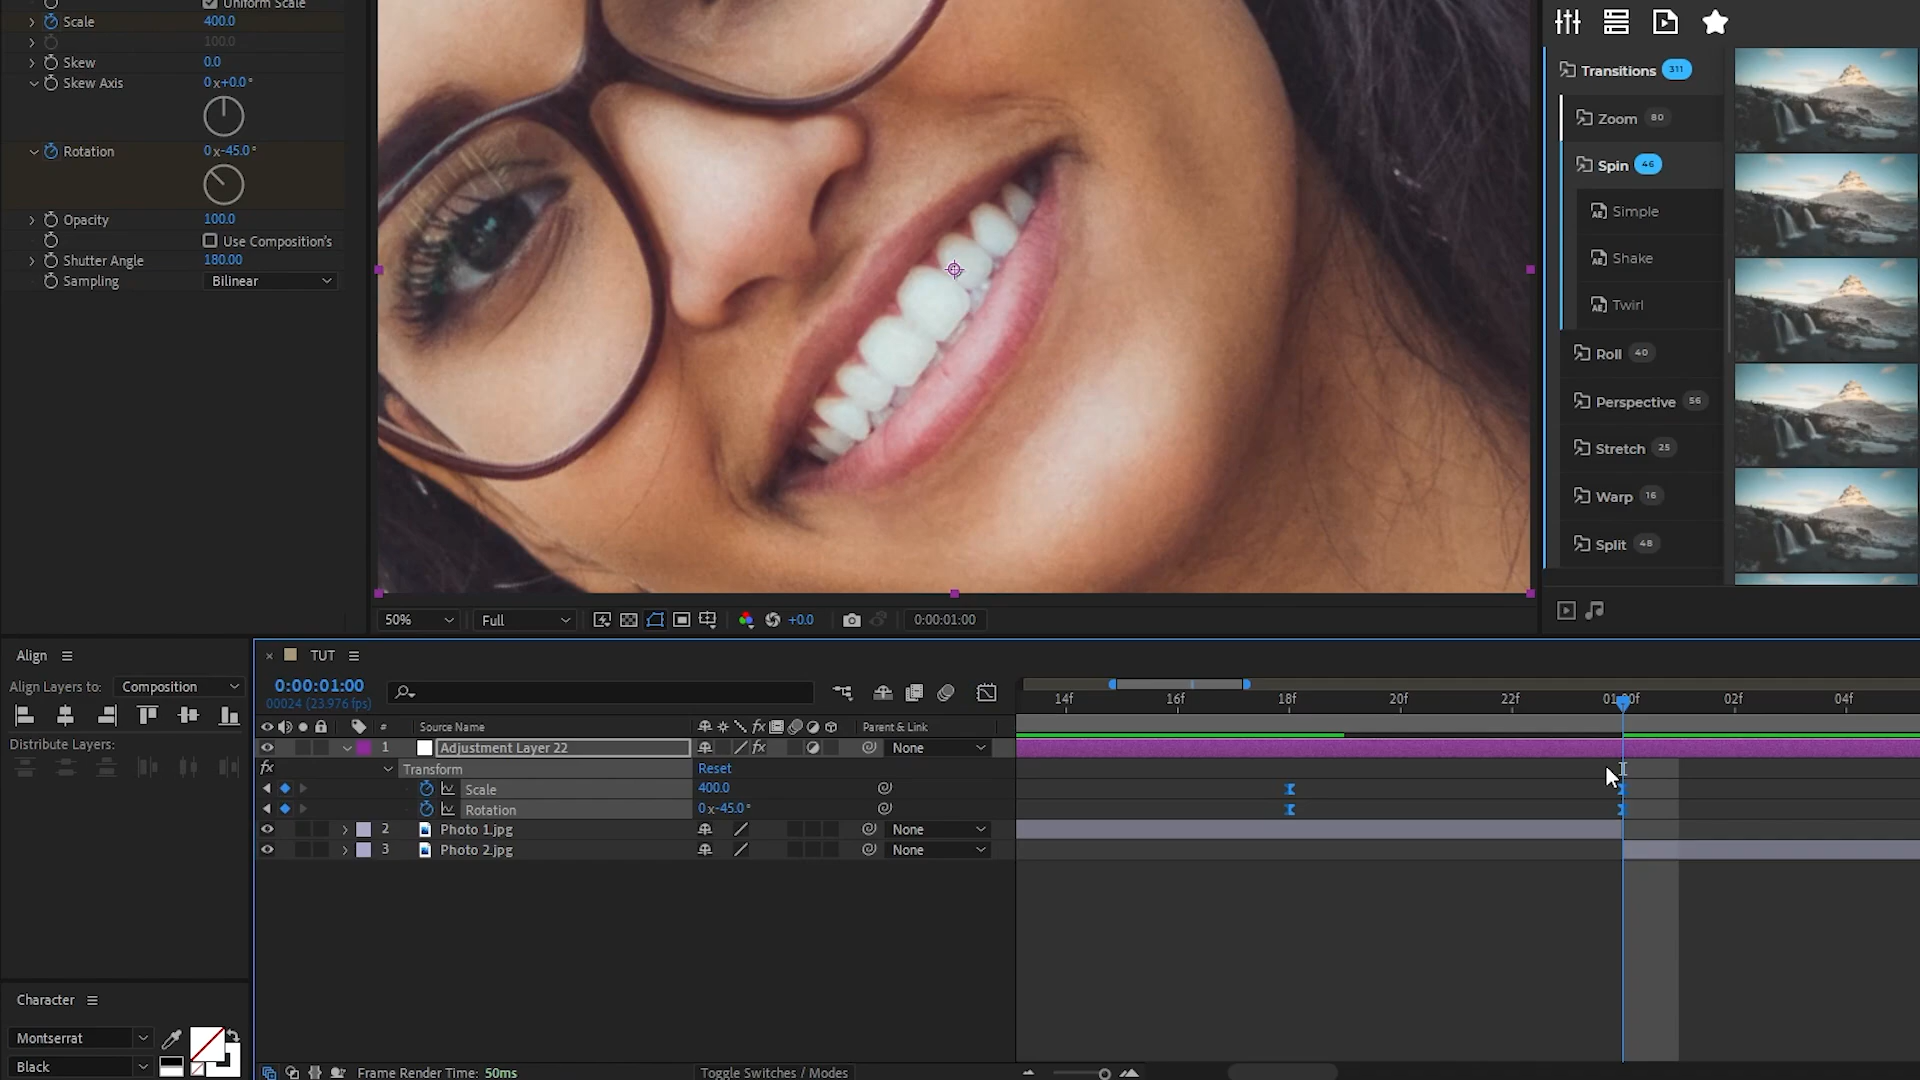 Uniform Scale
Scale 400.0
100.0
Skew 0.0
Skew Axis 0 x+0.0 °
Rotation 0 x-45.0 °
Opacity 100.0
Use Composition's
Shutter Angle 180.00
Sampling Bilinear
50% Full +0.0 0:00:01:00
Transitions 311
Zoom 80
Spin 46
Simple
Shake
Twirl
Roll 40
Perspective 56
Stretch 25
Warp 16
Split 48
Align
Align Layers to: Composition
Distribute Layers:
Character
Montserrat
Black
× TUT
0:00:01:00
00024 (23.976 fps)
14f 16f 18f 20f 22f 01:00f 02f 04f
# Source Name fx Parent & Link
1 Adjustment Layer 22 fx None
fx Transform Reset
Scale 400.0
Rotation 0 x-45.0 °
2 Photo 1.jpg None
3 Photo 2.jpg None
Frame Render Time: 50ms Toggle Switches / Modes